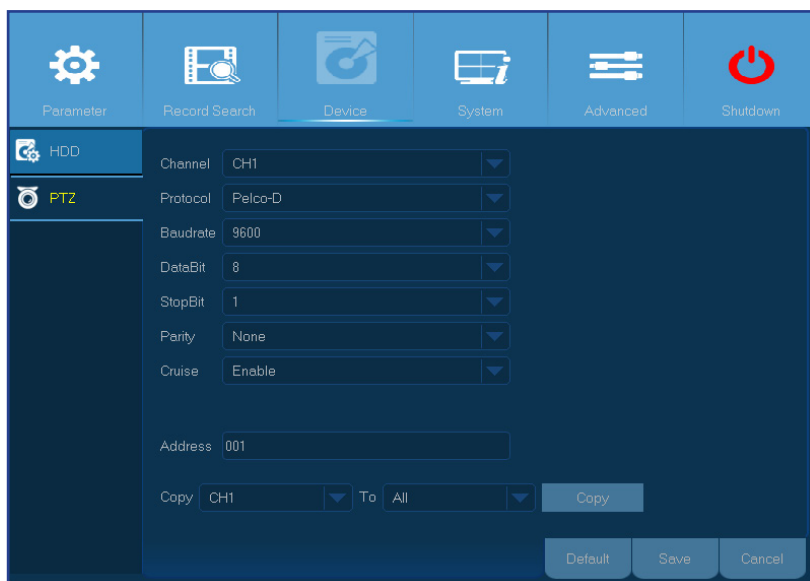 Parameter Record Search Device System Advanced Shutdown
HDD
PTZ
Channel CH1
Protocol Pelco-D
Baudrate 9600
DataBit 8
StopBit 1
Parity None
Cruise Enable
Address 001
Copy CH1 To All Copy
Default Save Cancel